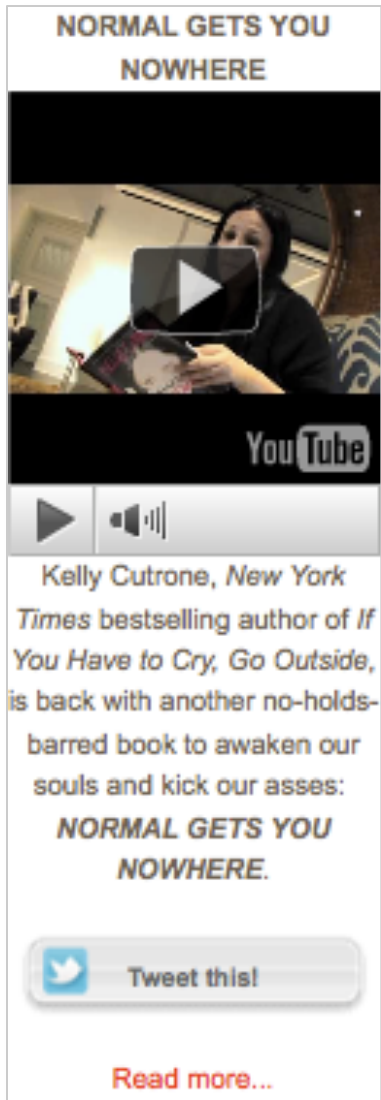 NORMAL GETS YOU
NOWHERE
YouTube
Kelly Cutrone, New York
Times bestselling author of If
You Have to Cry, Go Outside,
is back with another no-holds-
barred book to awaken our
souls and kick our asses:
NORMAL GETS YOU
NOWHERE.
Tweet this!
Read more...